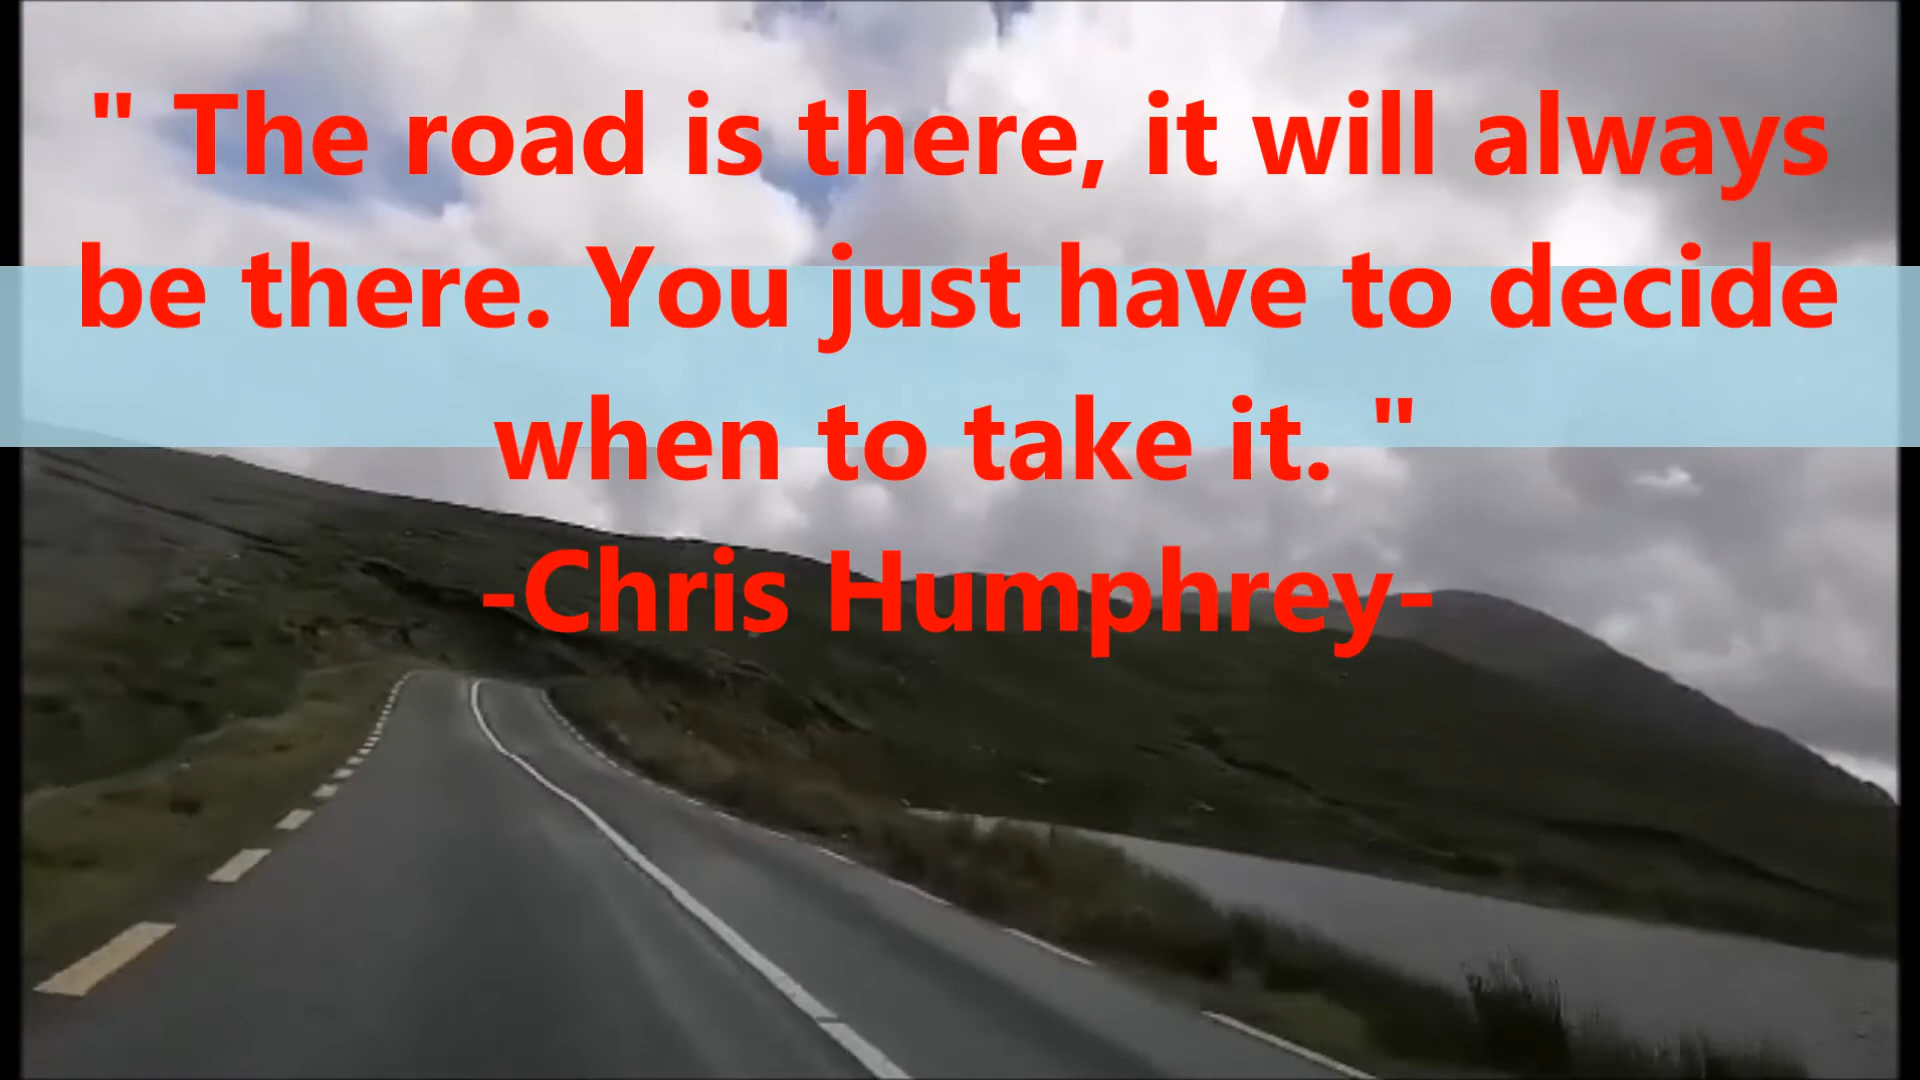 " The road is there, it will always
be there. You just have to decide
when to take it. "
-Chris Humphrey-